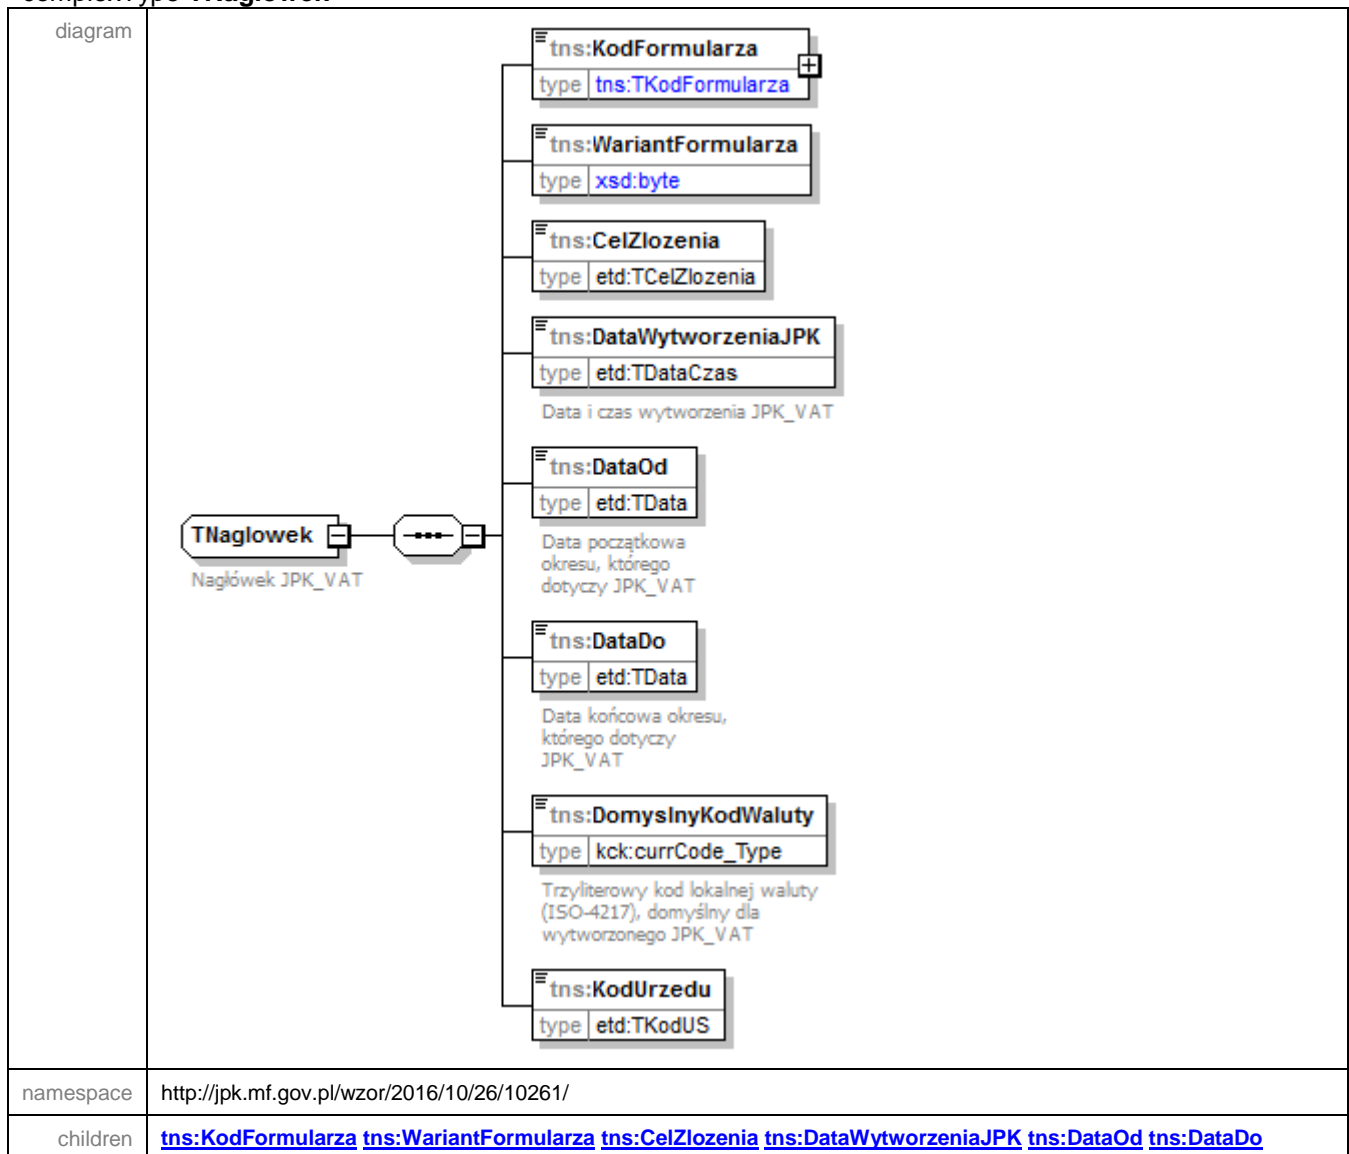 complexType TNaglowek
diagram
tns:KodFormularza
type tns:TKodFormularza
tns:WariantFormularza
type xsd:byte
tns:CelZlozenia
type etd:TCelZlozenia
tns:DataWytworzeniaJPK
type etd:TDataCzas
Data i czas wytworzenia JPK_VAT
tns:DataOd
type etd:TData
Data początkowa
okresu, którego
dotyczy JPK_VAT
TNaglowek
Nagłówek JPK_VAT
tns:DataDo
type etd:TData
Data końcowa okresu,
którego dotyczy
JPK_VAT
tns:DomyslnyKodWaluty
type kck:currCode_Type
Trzyliterowy kod lokalnej waluty
(ISO-4217), domyślny dla
wytworzonego JPK_VAT
tns:KodUrzedu
type etd:TKodUS
namespace http://jpk.mf.gov.pl/wzor/2016/10/26/10261/
children tns:KodFormularza tns:WariantFormularza tns:CelZlozenia tns:DataWytworzeniaJPK tns:DataOd tns:DataDo